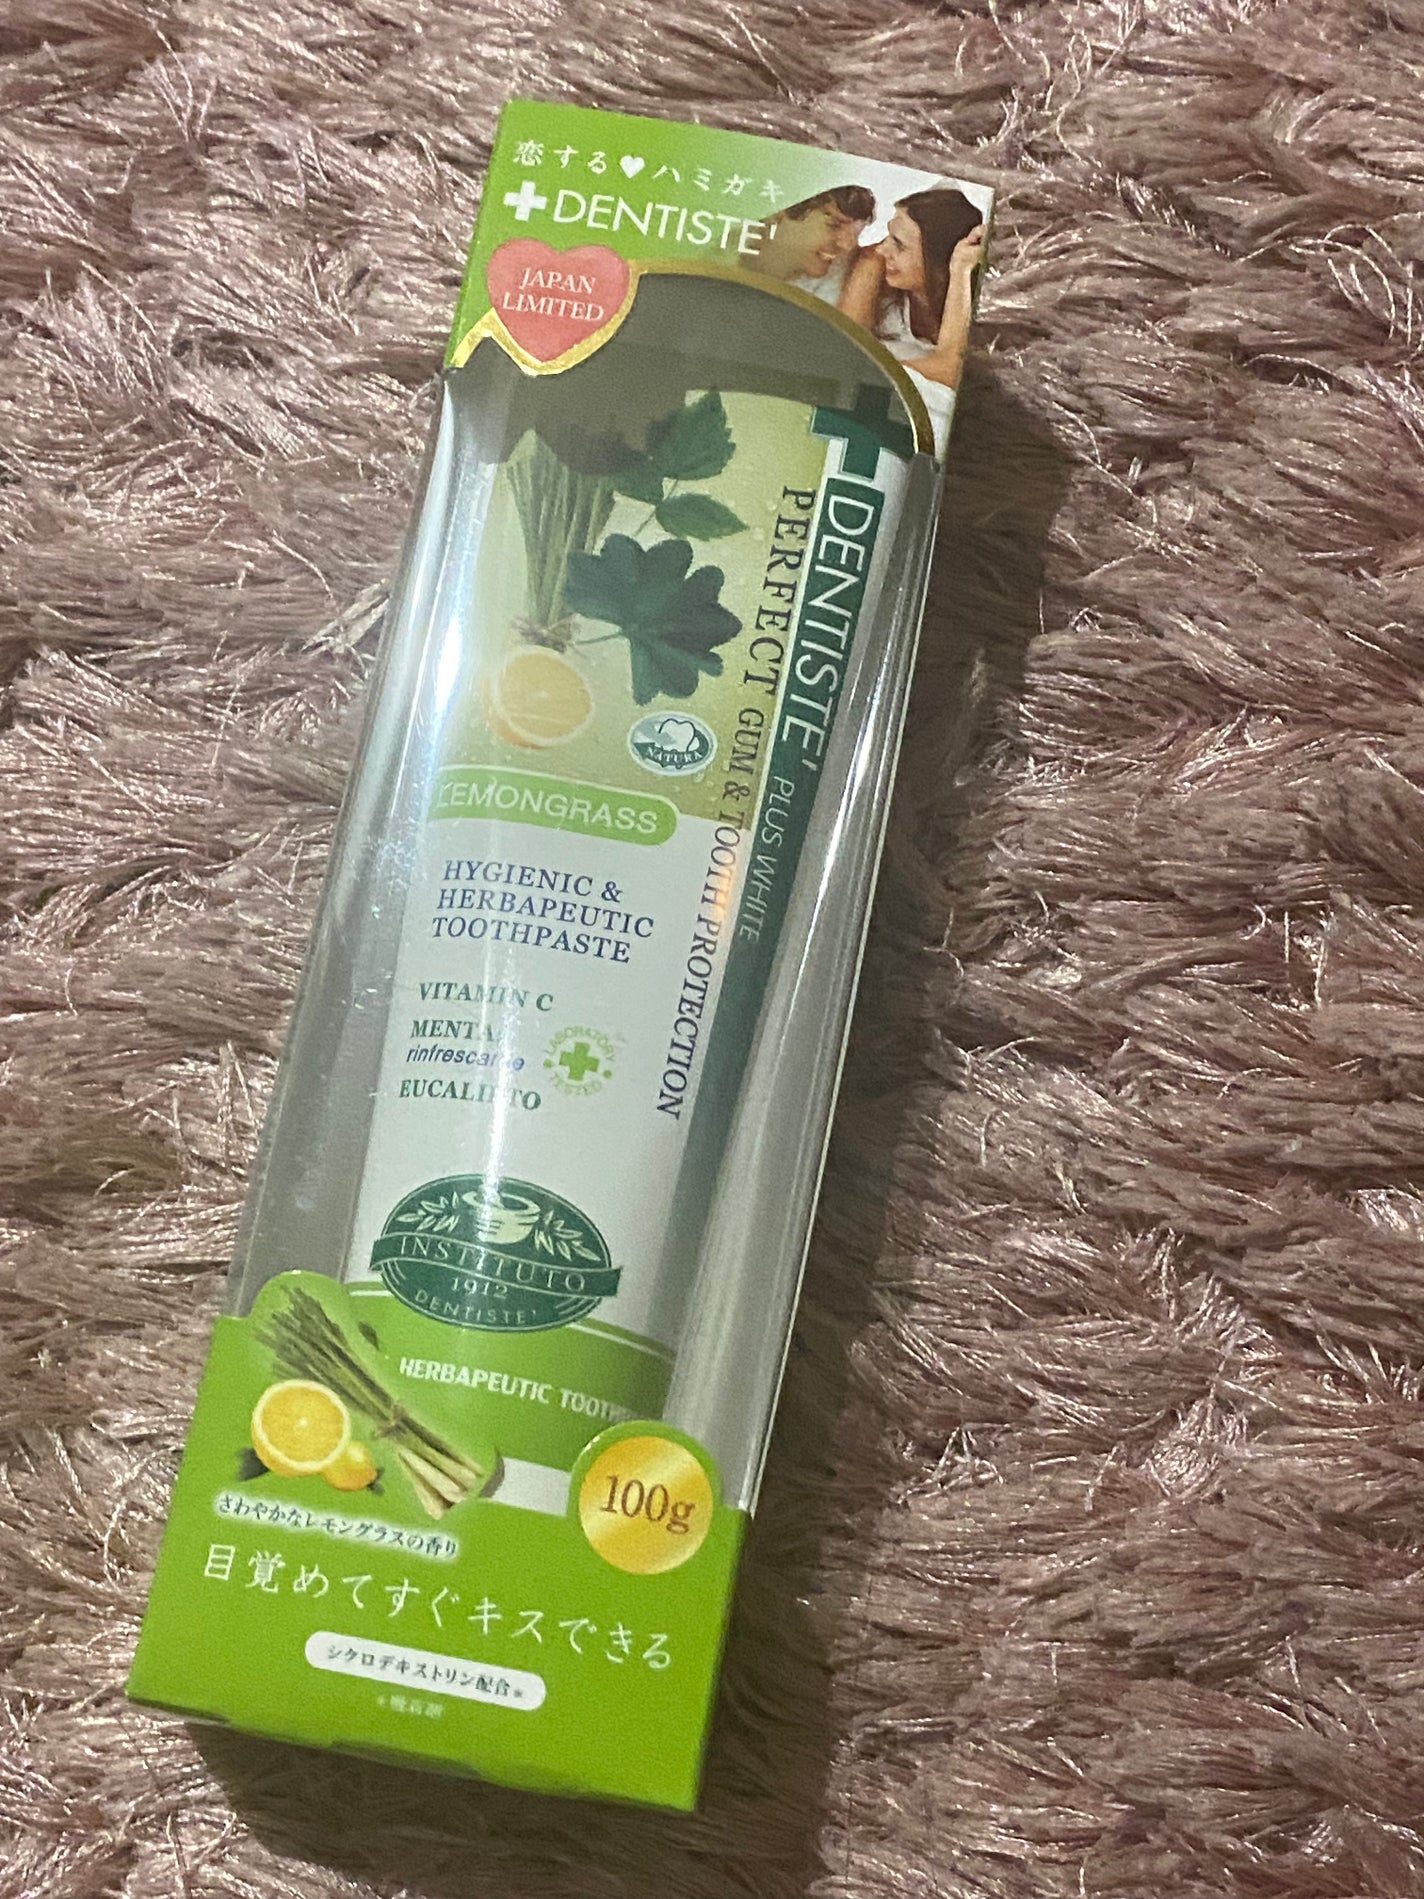 恋する♥ハミガキ
DENTISTE'
JAPAN
LIMITED
DENTISTE' PLUS WHITE
PERFECT GUM & TOOTH PROTECTION
NATURA
LEMONGRASS
HYGIENIC &
HERBAPEUTIC
TOOTHPASTE
VITAMIN C
MENTA
rinfrescante
EUCALIPTO
LABORATORY
TESTED
INSTITUTO
1912
DENTISTE'
HERBAPEUTIC
100g
さわやかなレモングラスの香り
目覚めてすぐキスできる
シクロデキストリン配合※